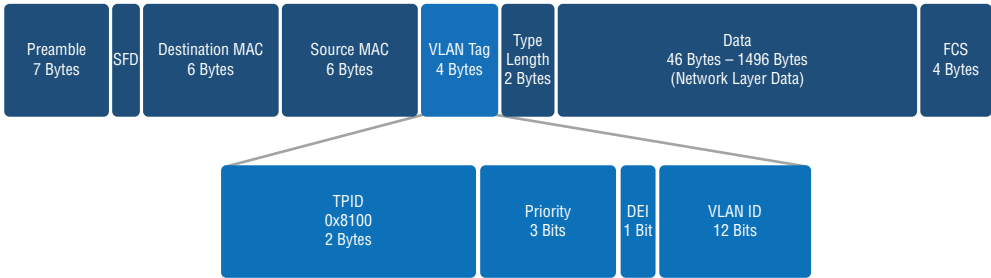 Preamble
7 Bytes
SFD
Destination MAC
6 Bytes
Source MAC
6 Bytes
VLAN Tag
4 Bytes
Type
Length
2 Bytes
Data
46 Bytes – 1496 Bytes
(Network Layer Data)
FCS
4 Bytes
TPID
0x8100
2 Bytes
Priority
3 Bits
DEI
1 Bit
VLAN ID
12 Bits